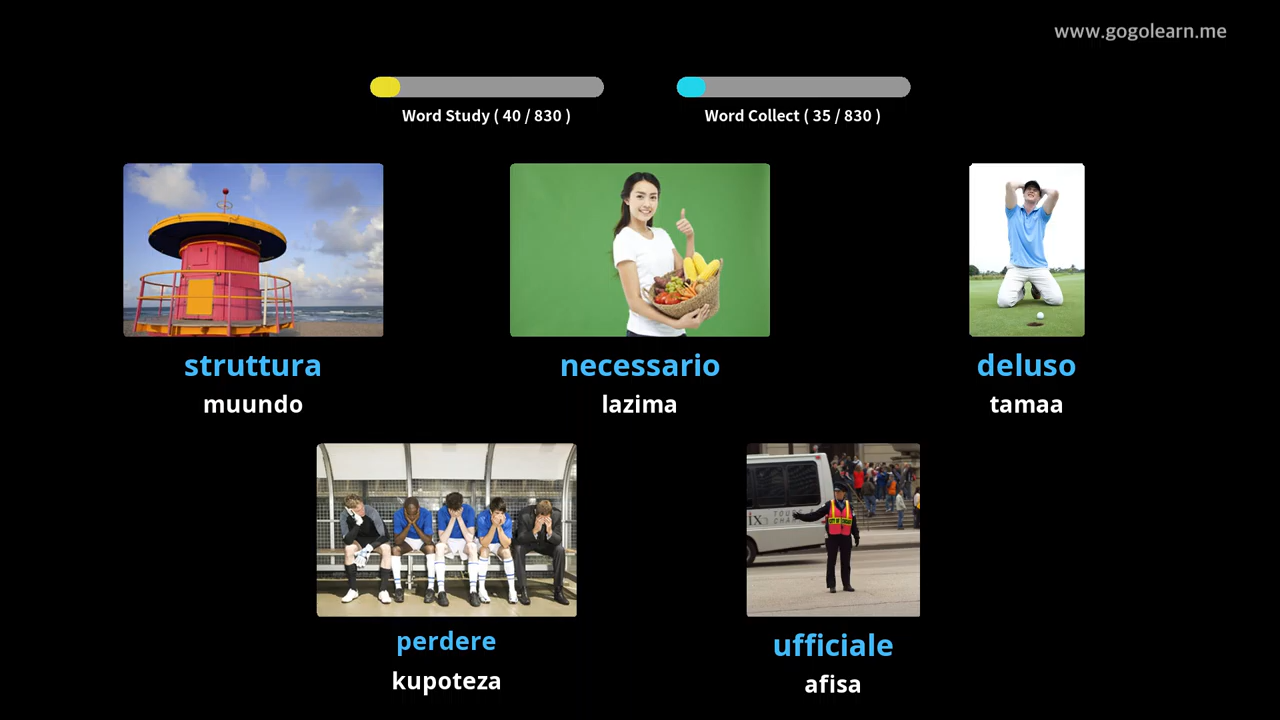 www.gogolearn.me
Word Study ( 40 / 830 )
Word Collect ( 35 / 830 )
struttura
muundo
necessario
lazima
deluso
tamaa
perdere
kupoteza
ufficiale
afisa